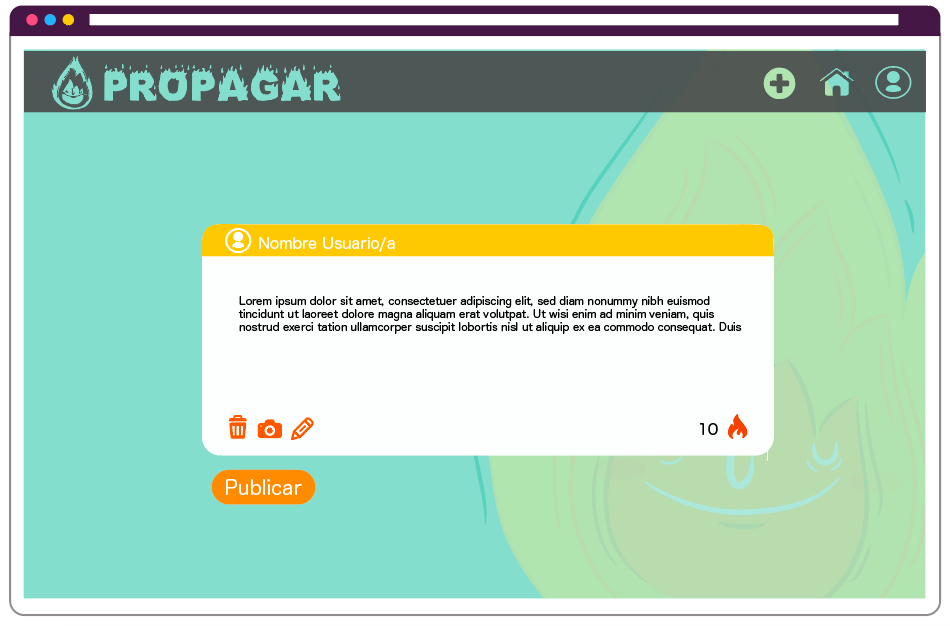 PROPAGAR
Nombre Usuario/a
Lorem ipsum dolor sit amet, consectetuer adipiscing elit, sed diam nonummy nibh euismod
tincidunt ut laoreet dolore magna aliquam erat volutpat. Ut wisi enim ad minim veniam, quis
nostrud exerci tation ullamcorper suscipit lobortis nisl ut aliquip ex ea commodo consequat. Duis
10
Publicar